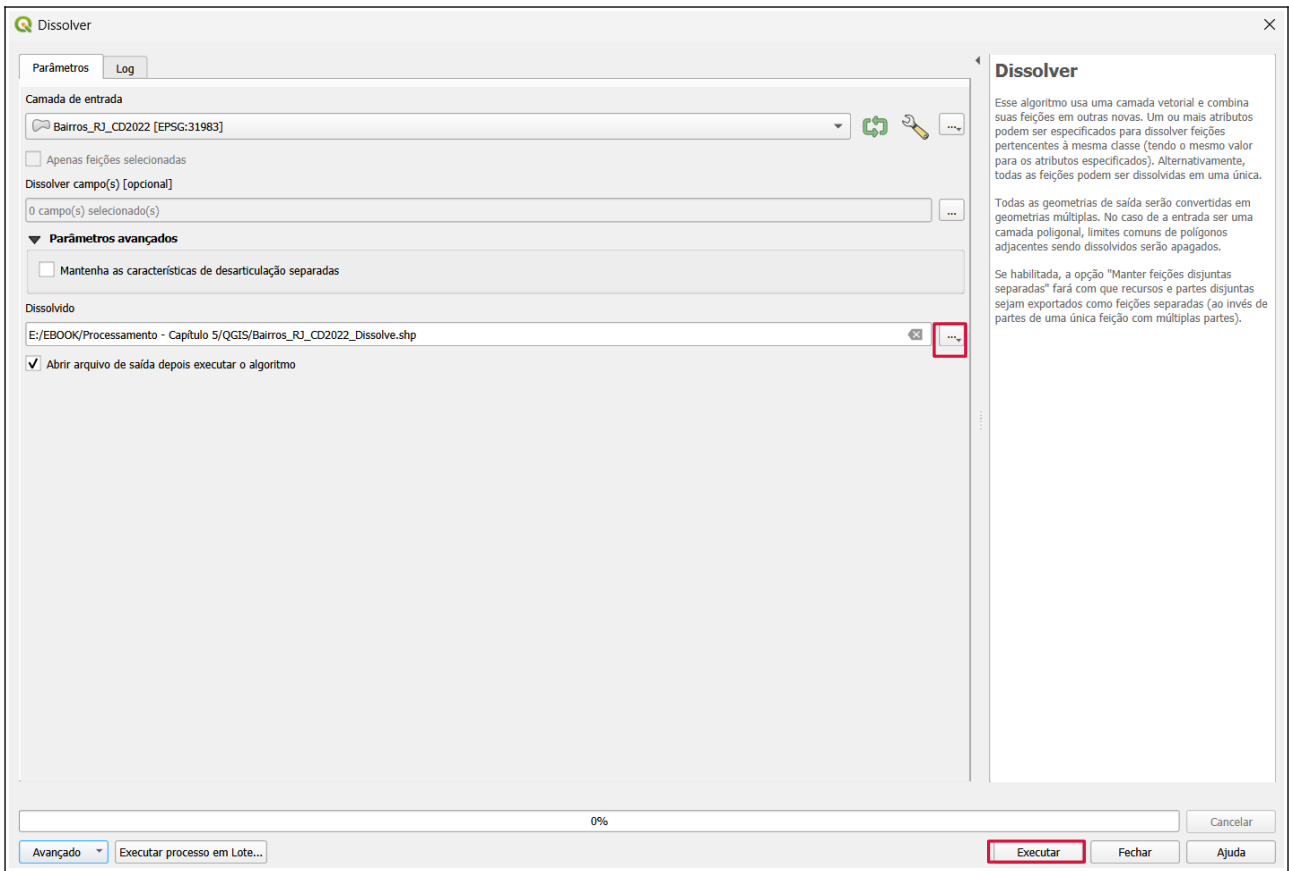 Dissolver
Parâmetros
Log
Camada de entrada
Bairros_RJ_CD2022 [EPSG:31983]
...
Apenas feições selecionadas
Dissolver campo(s) [opcional]
0 campo(s) selecionado(s)
...
Parâmetros avançados
Mantenha as características de desarticulação separadas
Dissolvido
E:/EBOOK/Processamento - Capítulo 5/QGIS/Bairros_RJ_CD2022_Dissolve.shp
...
Abrir arquivo de saída depois executar o algoritmo
Dissolver
Esse algoritmo usa uma camada vetorial e combina
suas feições em outras novas. Um ou mais atributos
podem ser especificados para dissolver feições
pertencentes à mesma classe (tendo o mesmo valor
para os atributos especificados). Alternativamente,
todas as feições podem ser dissolvidas em uma única.
Todas as geometrias de saída serão convertidas em
geometrias múltiplas. No caso de a entrada ser uma
camada poligonal, limites comuns de polígonos
adjacentes sendo dissolvidos serão apagados.
Se habilitada, a opção "Manter feições disjuntas
separadas" fará com que recursos e partes disjuntas
sejam exportados como feições separadas (ao invés de
partes de uma única feição com múltiplas partes).
0%
Cancelar
Avançado
Executar processo em Lote...
Executar
Fechar
Ajuda